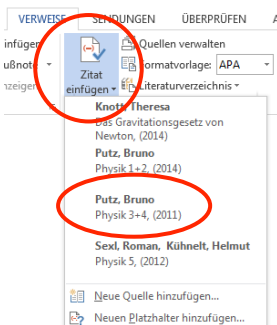 VERWEISE SENDUNGEN ÜBERPRÜFEN
infügen
Quellen verwalten
ußnote
Zitat
einfügen
Formatvorlage: APA
nzeigen
Literaturverzeichnis
Knott, Theresa
Das Gravitationsgesetz von
Newton, (2014)
Putz, Bruno
Physik 1+2, (2014)
Putz, Bruno
Physik 3+4, (2011)
Sexl, Roman, Kühnelt, Helmut
Physik 5, (2012)
Neue Quelle hinzufügen...
Neuen Platzhalter hinzufügen...